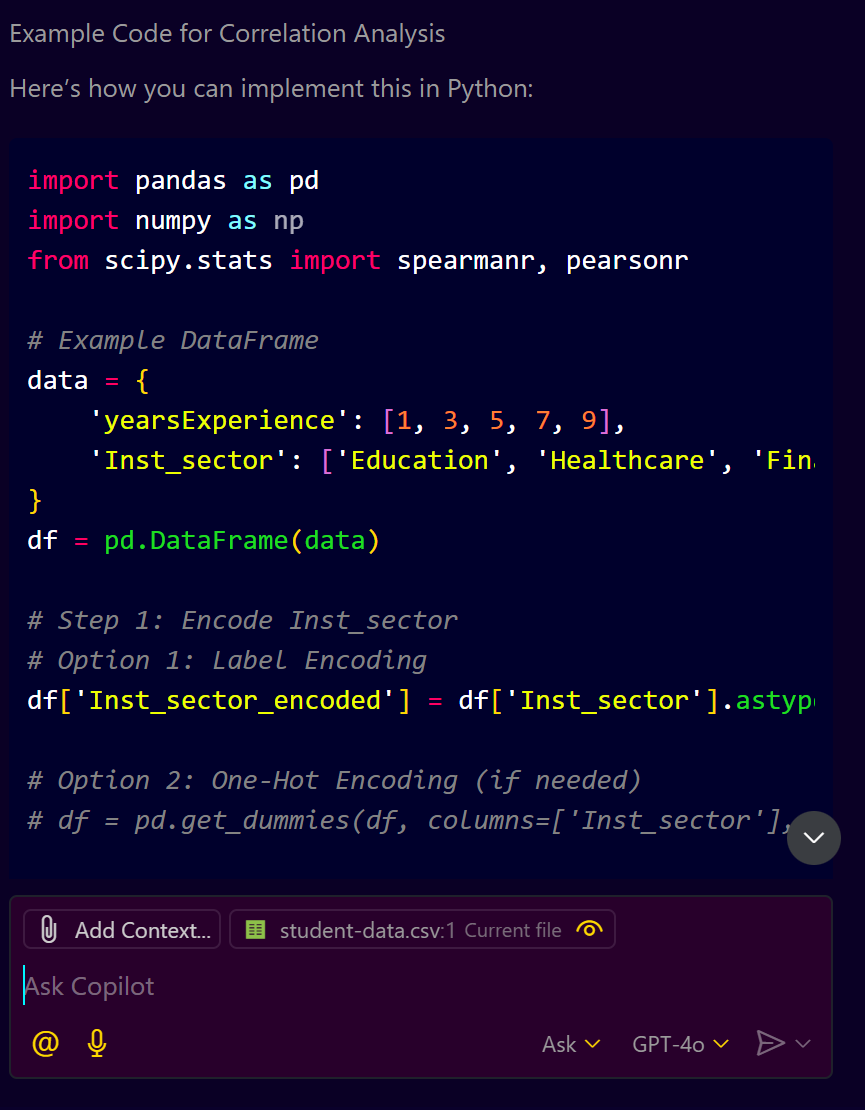 Example Code for Correlation Analysis
Here's how you can implement this in Python:
import pandas as pd
import numpy as np
from scipy.stats import spearmanr, pearsonr
# Example DataFrame
data = {
    'yearsExperience': [1, 3, 5, 7, 9],
    'Inst_sector': ['Education', 'Healthcare', 'Fin
}
df = pd.DataFrame(data)
# Step 1: Encode Inst_sector
# Option 1: Label Encoding
df['Inst_sector_encoded'] = df['Inst_sector'].astyp
# Option 2: One-Hot Encoding (if needed)
# df = pd.get_dummies(df, columns=['Inst_sector'],
Add Context... student-data.csv:1 Current file
Ask Copilot
@ Ask GPT-4o